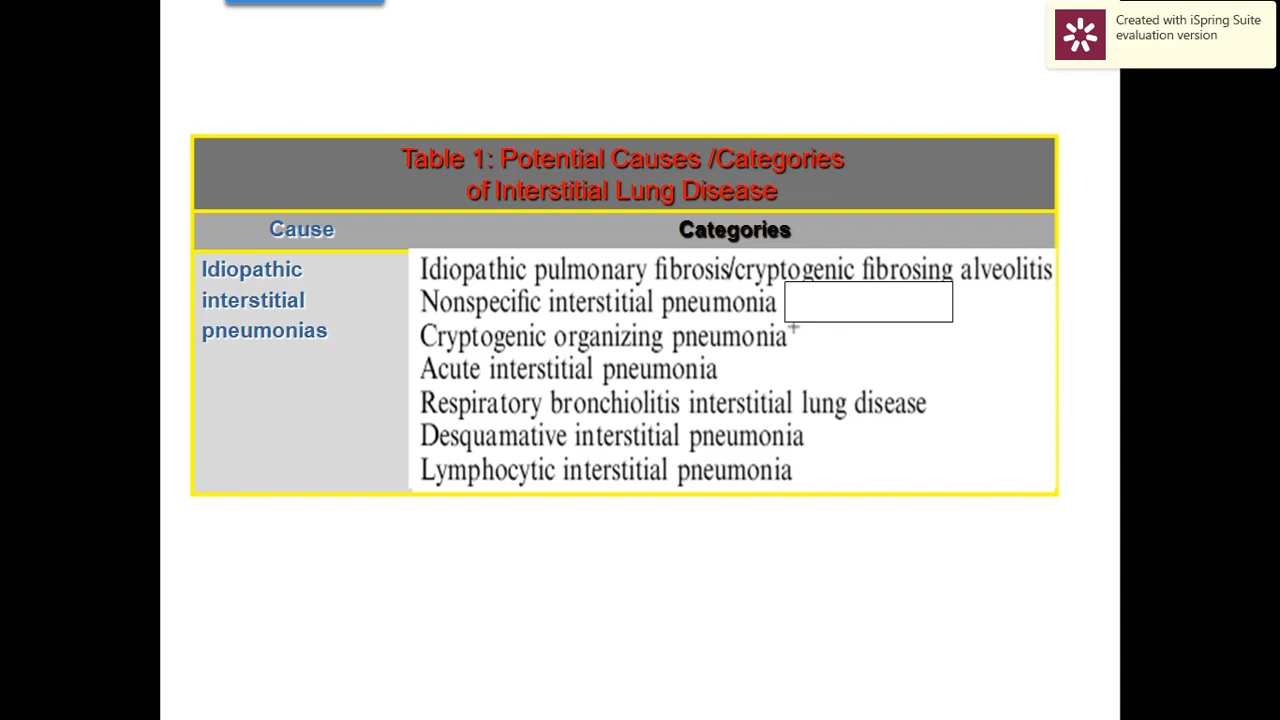 Created with iSpring Suite
evaluation version
Table 1: Potential Causes /Categories
of Interstitial Lung Disease
Cause
Categories
Idiopathic
interstitial
pneumonias
Idiopathic pulmonary fibrosis/cryptogenic fibrosing alveolitis
Nonspecific interstitial pneumonia
Cryptogenic organizing pneumonia+
Acute interstitial pneumonia
Respiratory bronchiolitis interstitial lung disease
Desquamative interstitial pneumonia
Lymphocytic interstitial pneumonia